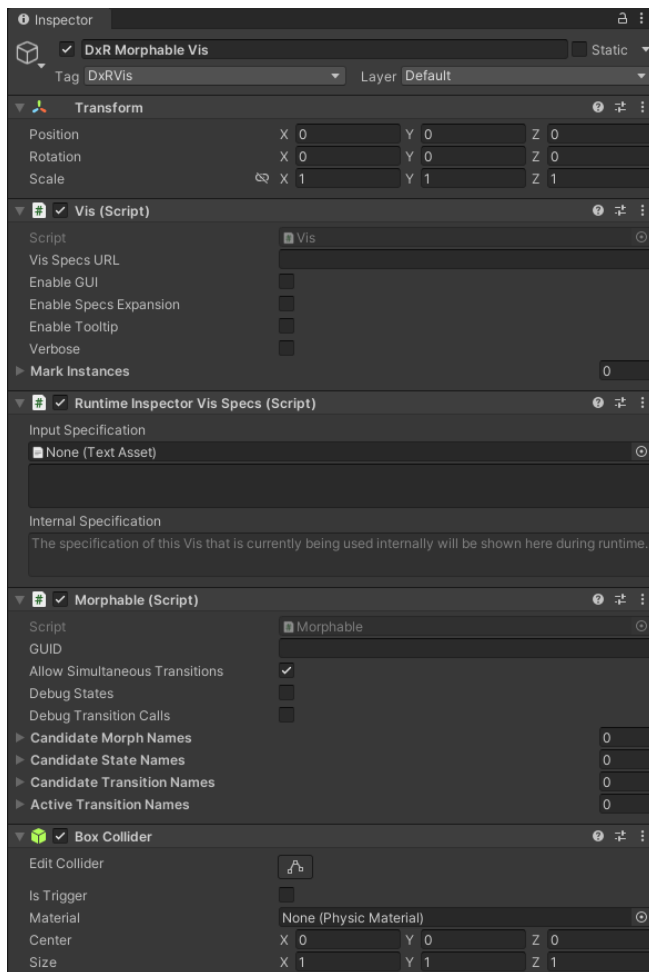 Inspector
DxR Morphable Vis Static
Tag DxRVis Layer Default
Transform
Position X 0 Y 0 Z 0
Rotation X 0 Y 0 Z 0
Scale X 1 Y 1 Z 1
# Vis (Script)
Script # Vis
Vis Specs URL
Enable GUI
Enable Specs Expansion
Enable Tooltip
Verbose
Mark Instances 0
# Runtime Inspector Vis Specs (Script)
Input Specification
None (Text Asset)
Internal Specification
The specification of this Vis that is currently being used internally will be shown here during runtime.
# Morphable (Script)
Script # Morphable
GUID
Allow Simultaneous Transitions
Debug States
Debug Transition Calls
Candidate Morph Names 0
Candidate State Names 0
Candidate Transition Names 0
Active Transition Names 0
Box Collider
Edit Collider
Is Trigger
Material None (Physic Material)
Center X 0 Y 0 Z 0
Size X 1 Y 1 Z 1